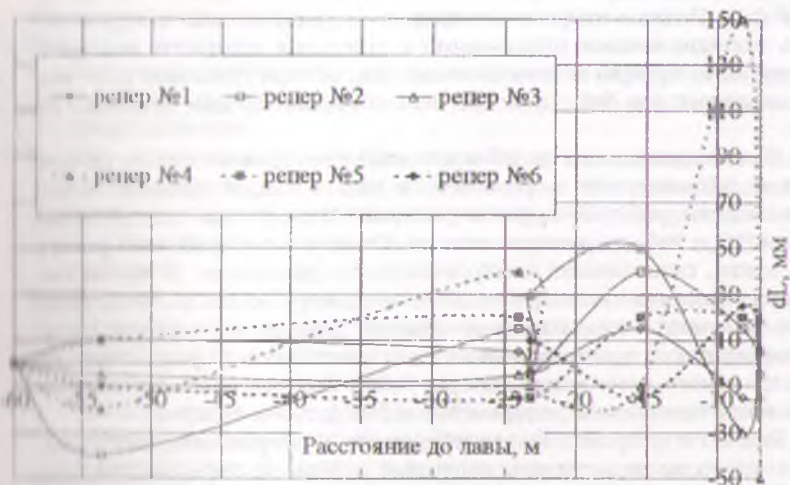 репер №1 репер №2 репер №3
репер №4 репер №5 репер №6
150
130
110
90
70
50
30
10
-10
-30
-50
dL, мм
-60 -55 -50 -45 -40 -35 -30 -25 -20 -15 -10
Расстояние до лавы, м